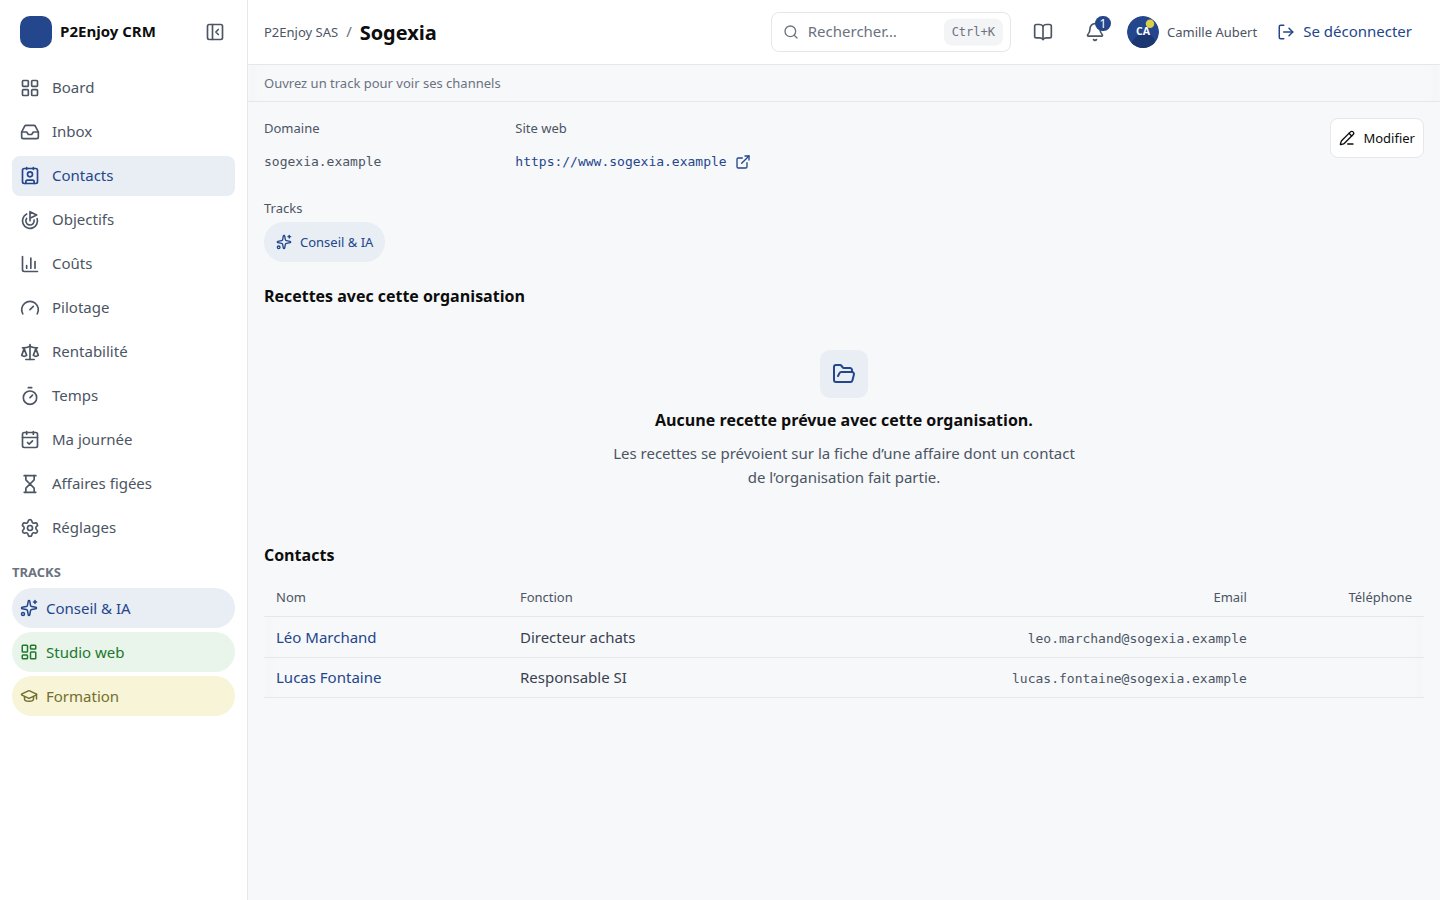 P2Enjoy CRM
Board
Inbox
Contacts
Objectifs
Coûts
Pilotage
Rentabilité
Temps
Ma journée
Affaires figées
Réglages
TRACKS
Conseil & IA
Studio web
Formation
P2Enjoy SAS / Sogexia
Rechercher... Ctrl+K
1
CA
Camille Aubert
Se déconnecter
Ouvrez un track pour voir ses channels
Domaine Site web
Modifier
sogexia.example https://www.sogexia.example
Tracks
Conseil & IA
Recettes avec cette organisation
Aucune recette prévue avec cette organisation.
Les recettes se prévoient sur la fiche d’une affaire dont un contact
de l’organisation fait partie.
Contacts
Nom Fonction Email Téléphone
Léo Marchand Directeur achats leo.marchand@sogexia.example
Lucas Fontaine Responsable SI lucas.fontaine@sogexia.example